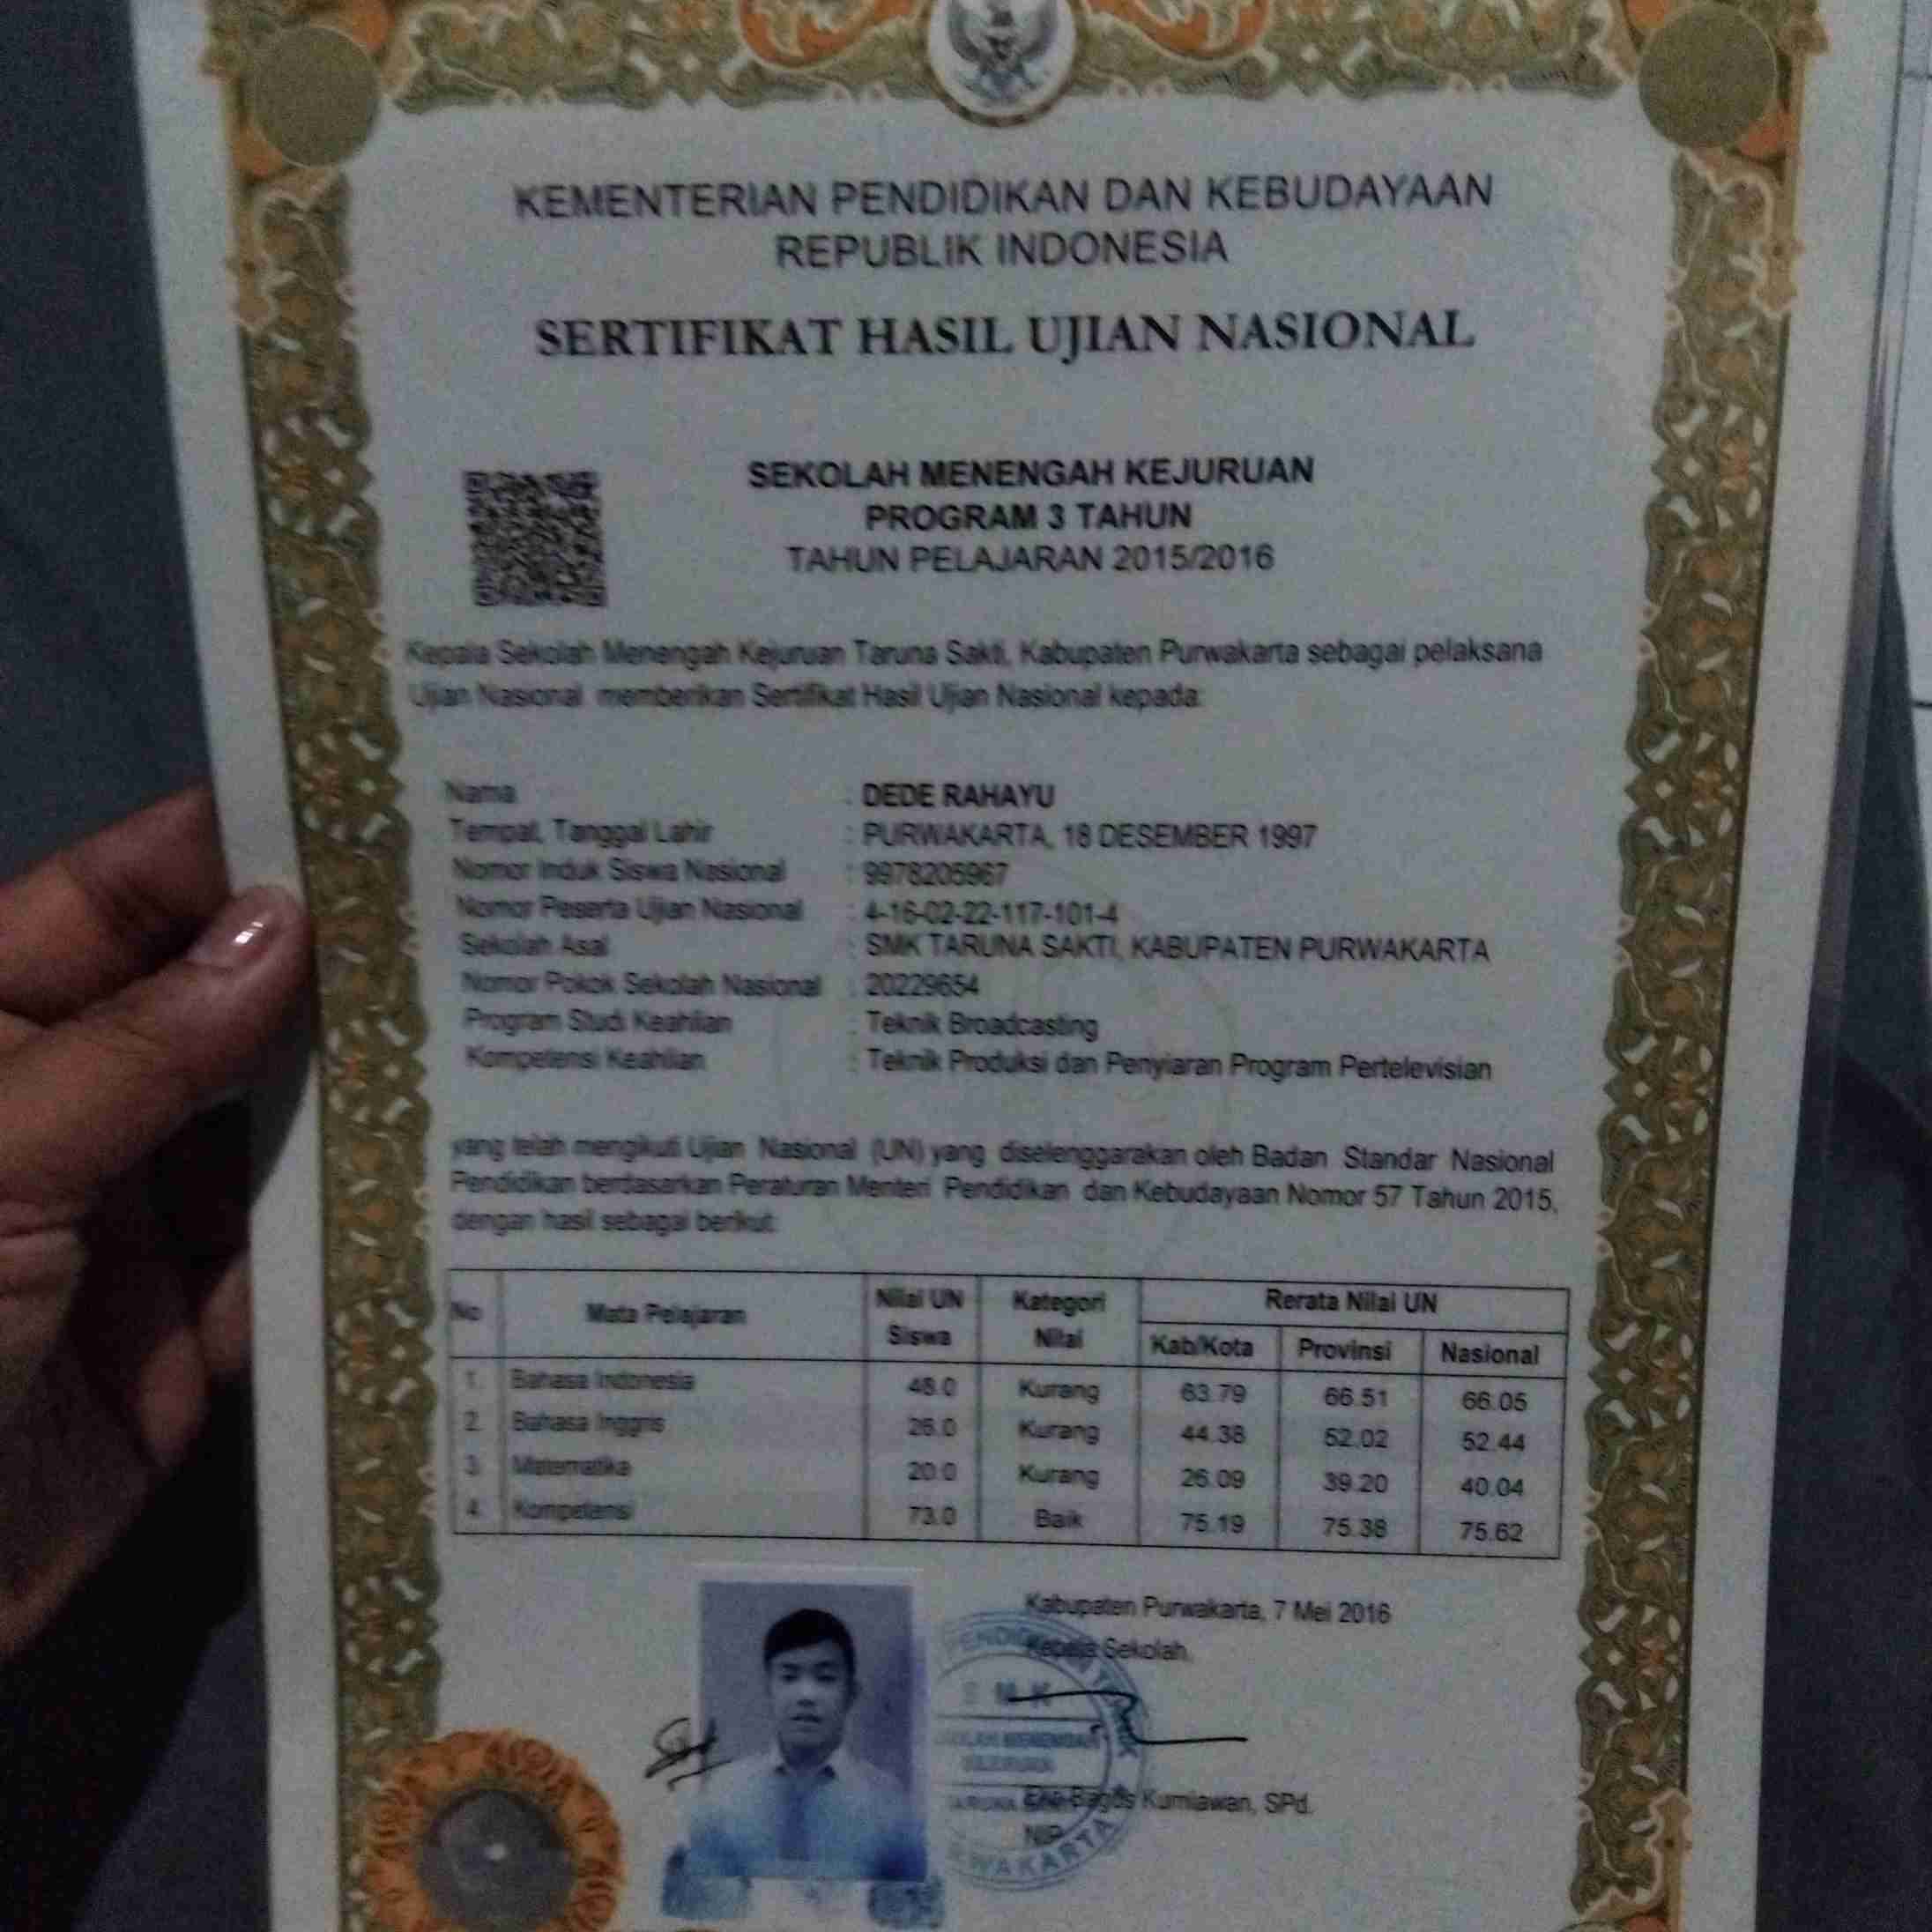 KEMENTERIAN PENDIDIKAN DAN KEBUDAYAAN
REPUBLIK INDONESIA
SERTIFIKAT HASIL UJIAN NASIONAL
SEKOLAH MENENGAH KEJURUAN
PROGRAM 3 TAHUN
TAHUN PELAJARAN 2015/2016
Kepala Sekolah Menengah Kejuruan Taruna Sakti, Kabupaten Purwakarta sebagai pelaksana
Ujian Nasional memberikan Sertifikat Hasil Ujian Nasional kepada:
Nama : DEDE RAHAYU
Tempat, Tanggal Lahir : PURWAKARTA, 18 DESEMBER 1997
Nomor Induk Siswa Nasional : 9978205967
Nomor Peserta Ujian Nasional : 4-16-02-22-117-101-4
Sekolah Asal : SMK TARUNA SAKTI, KABUPATEN PURWAKARTA
Nomor Pokok Sekolah Nasional : 20229654
Program Studi Keahlian : Teknik Broadcasting
Kompetensi Keahlian : Teknik Produksi dan Penyiaran Program Pertelevisian
yang telah mengikuti Ujian Nasional (UN) yang diselenggarakan oleh Badan Standar Nasional
Pendidikan berdasarkan Peraturan Menteri Pendidikan dan Kebudayaan Nomor 57 Tahun 2015,
dengan hasil sebagai berikut:
No Mata Pelajaran Nilai UN Siswa Kategori Nilai Rerata Nilai UN
Kab/Kota Provinsi Nasional
1. Bahasa Indonesia 48.0 Kurang 63.79 66.51 66.05
2. Bahasa Inggris 26.0 Kurang 44.38 52.02 52.44
3. Matematika 20.0 Kurang 26.09 39.20 40.04
4. Kompetensi 73.0 Baik 75.19 75.38 75.62
Kabupaten Purwakarta, 7 Mei 2016
Kepala Sekolah,
SMK
SEKOLAH MENENGAH
KEJURUAN
TARUNA
Bagus Kurniawan, SPd.
NIP
PURWAKARTA